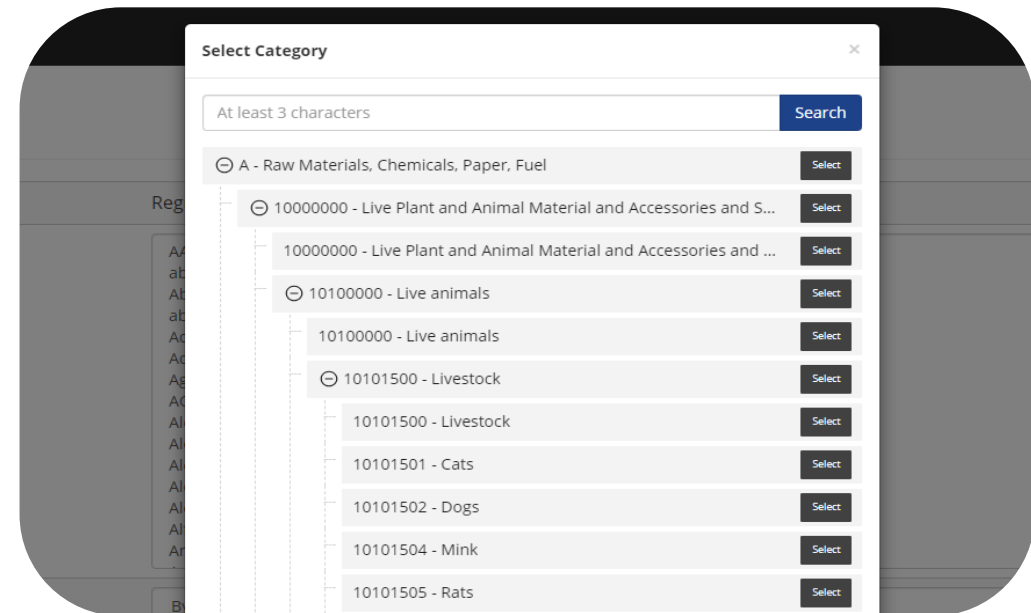 Select Category
×
At least 3 characters
Search
A - Raw Materials, Chemicals, Paper, Fuel
Select
Reg
10000000 - Live Plant and Animal Material and Accessories and S...
Select
10000000 - Live Plant and Animal Material and Accessories and ...
Select
10100000 - Live animals
Select
10100000 - Live animals
Select
10101500 - Livestock
Select
10101500 - Livestock
Select
10101501 - Cats
Select
10101502 - Dogs
Select
10101504 - Mink
Select
10101505 - Rats
Select